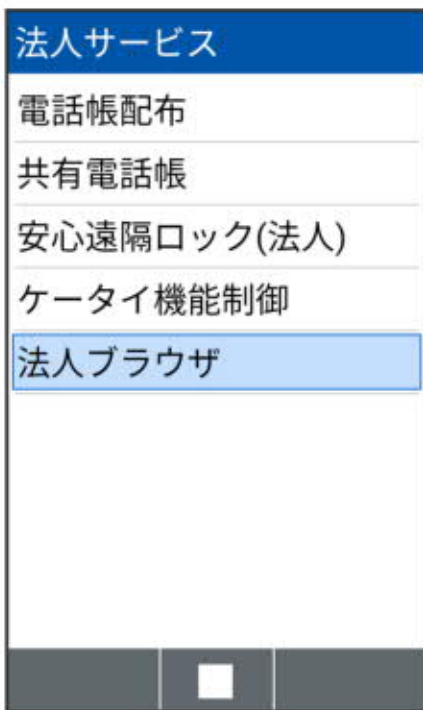 法人サービス
電話帳配布
共有電話帳
安心遠隔ロック(法人)
ケータイ機能制御
法人ブラウザ